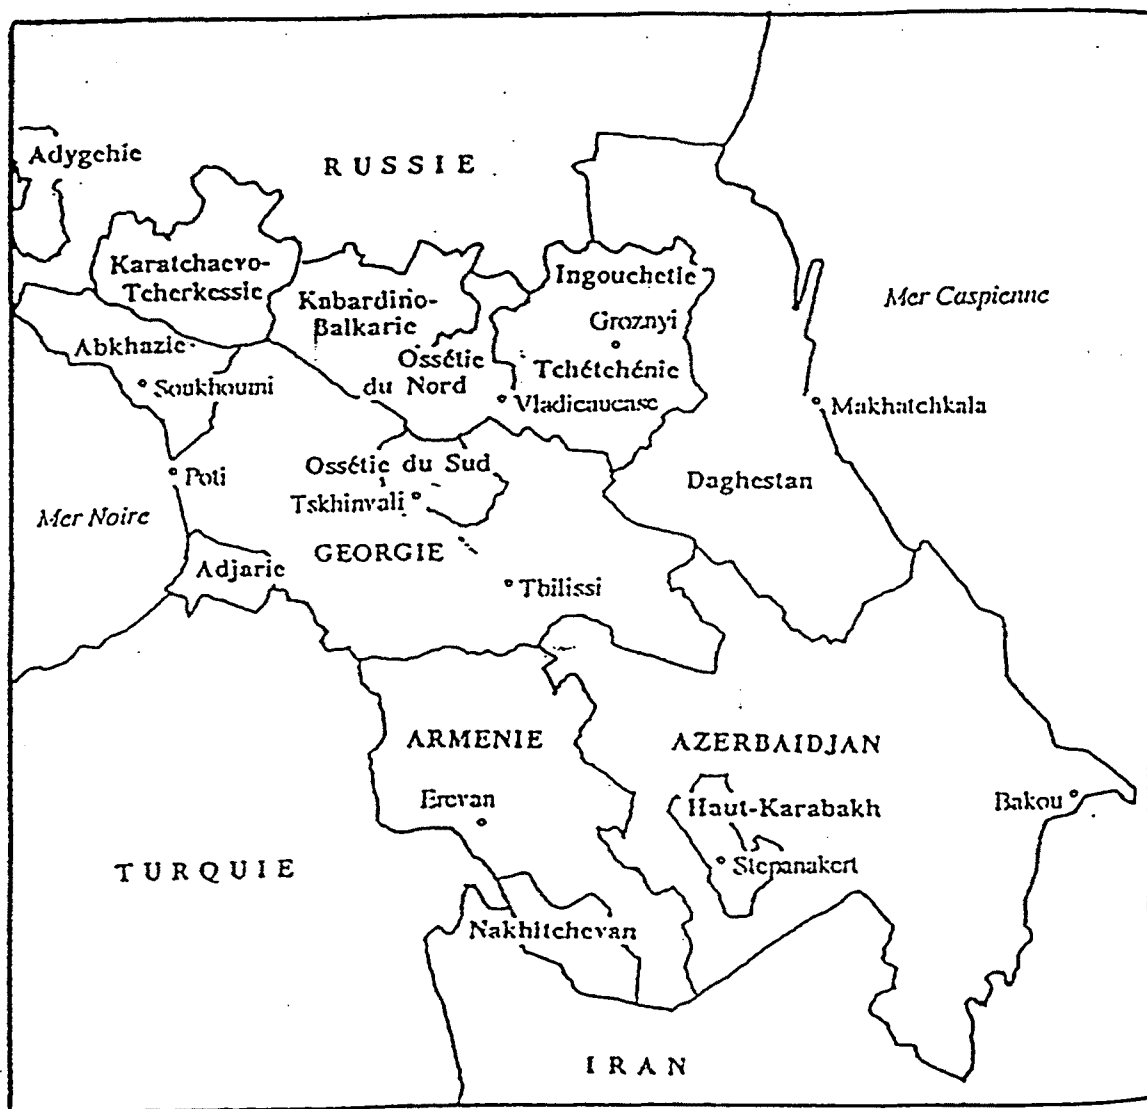 Adygehie
RUSSIE
Karatchaevo-
Tcherkessie
Kabardino-
Balkarie
Ingouchetie
Mer Caspienne
Groznyi
Abkhazie
Ossétie
du Nord
Tchétchénie
Soukhoumi
Vladicaucase
Makhatchkala
Ossétie du Sud
Poti
Daghestan
Tskhinvali
Mer Noire
GEORGIE
Adjarie
Tbilissi
ARMENIE
AZERBAIDJAN
Erevan
Haut-Karabakh
Bakou
TURQUIE
Stepanakert
Nakhitchevan
IRAN